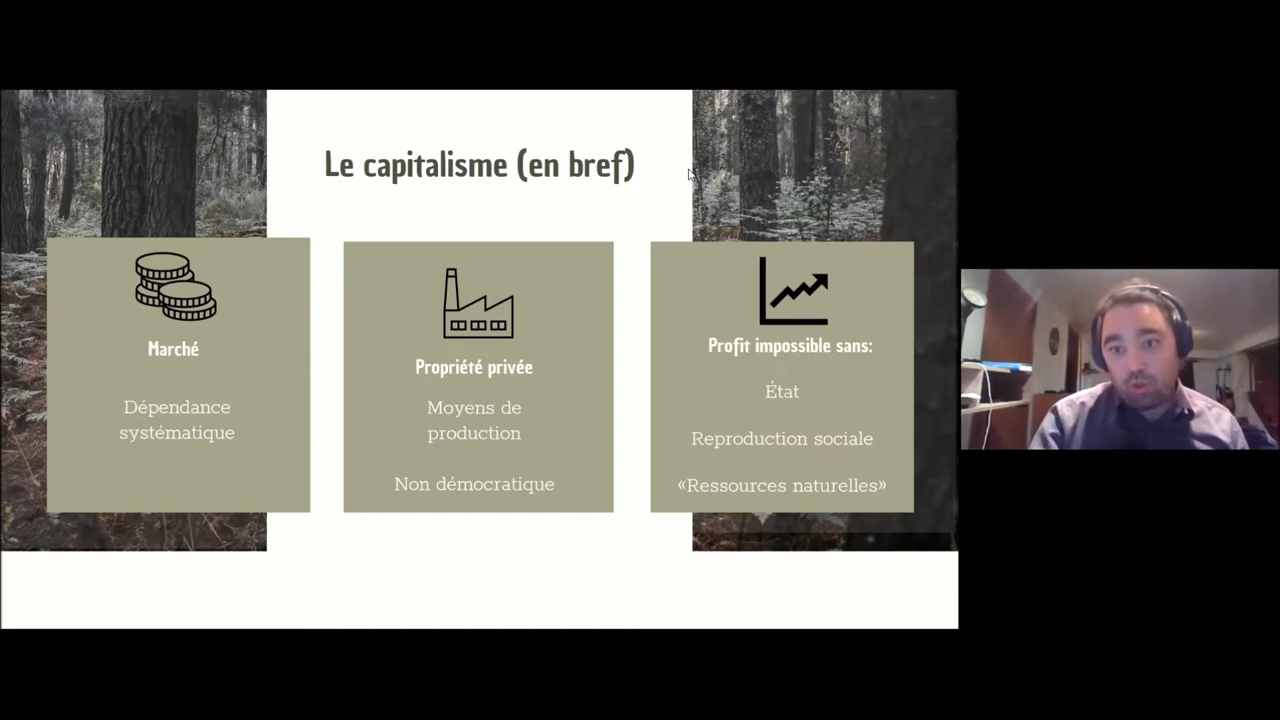 Le capitalisme (en bref)
Marché
Dépendance
systématique
Propriété privée
Moyens de
production
Non démocratique
Profit impossible sans:
État
Reproduction sociale
«Ressources naturelles»